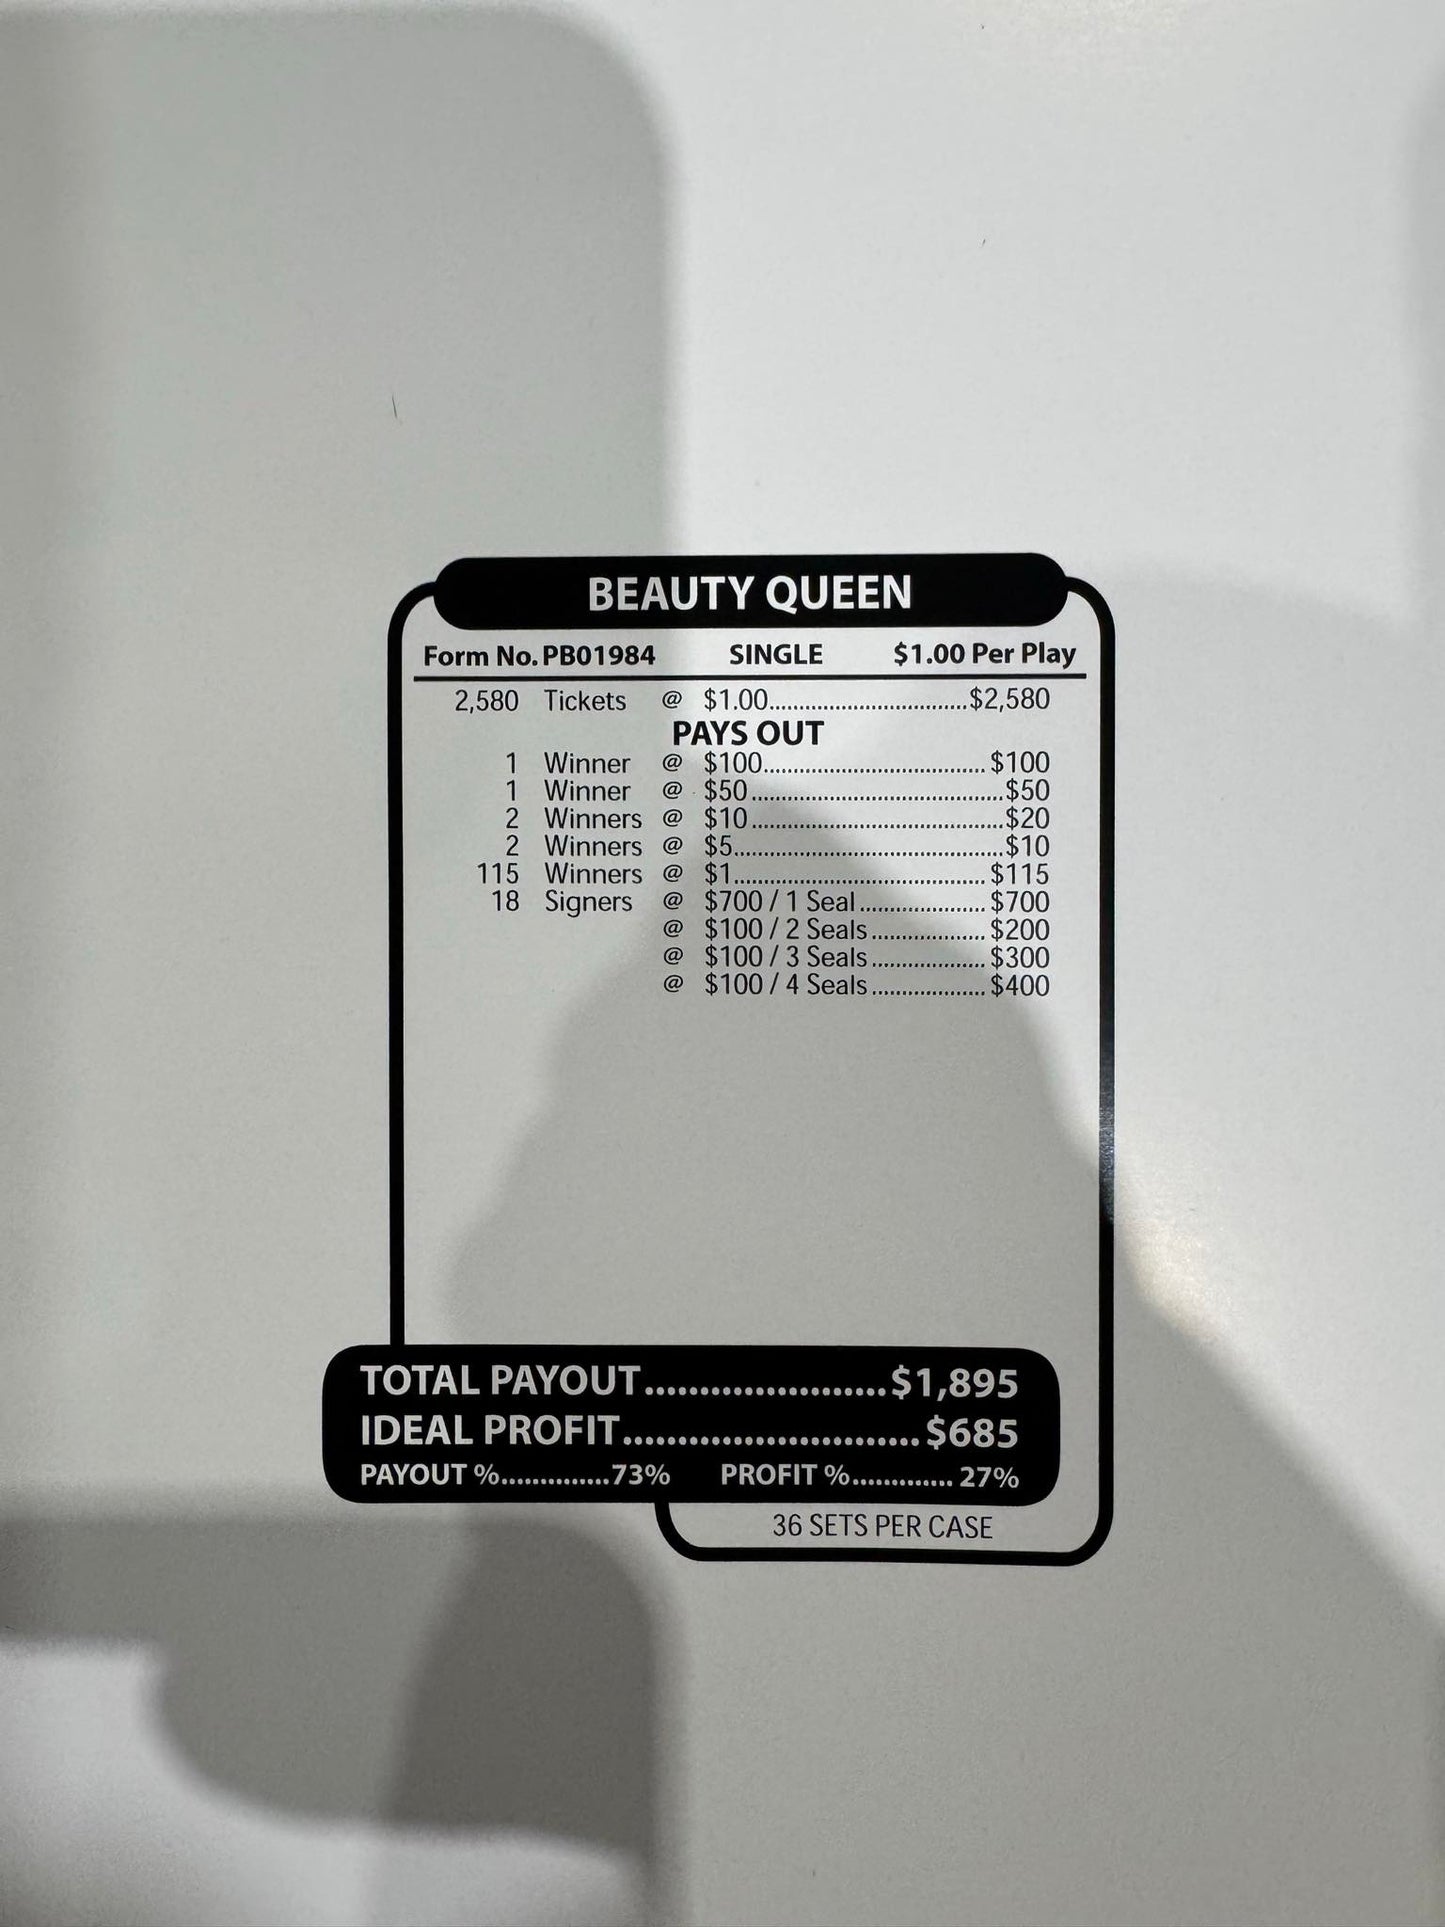 BEAUTY QUEEN
Form No. PB01984 SINGLE $1.00 Per Play
2,580 Tickets @ $1.00.................................$2,580
PAYS OUT
1 Winner @ $100..................................... $100
1 Winner @ $50..........................................$50
2 Winners @ $10..........................................$20
2 Winners @ $5.............................................$10
115 Winners @ $1.......................................... $115
18 Signers @ $700 / 1 Seal..................... $700
@ $100 / 2 Seals................... $200
@ $100 / 3 Seals................... $300
@ $100 / 4 Seals................... $400
TOTAL PAYOUT......................$1,895
IDEAL PROFIT........................... $685
PAYOUT %..............73% PROFIT %............. 27%
36 SETS PER CASE